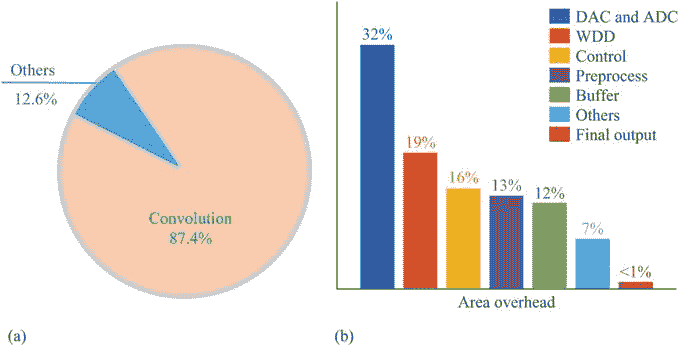 Others
12.6%
Convolution
87.4%
(a)
32%
19%
16%
13%
12%
7%
<1%
DAC and ADC
WDD
Control
Preprocess
Buffer
Others
Final output
Area overhead
(b)